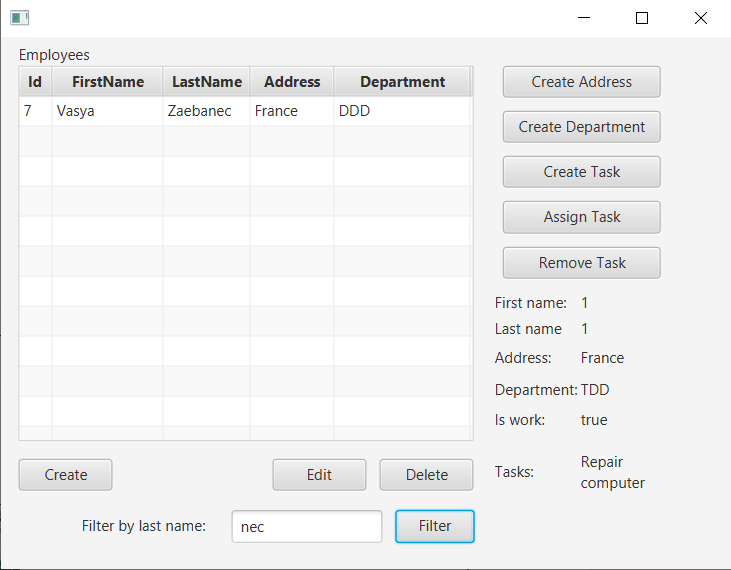 Employees
Id FirstName LastName Address Department
7 Vasya Zaebanec France DDD
Create Address
Create Department
Create Task
Assign Task
Remove Task
First name: 1
Last name 1
Address: France
Department: TDD
Is work: true
Tasks: Repair
computer
Create Edit Delete
Filter by last name: nec Filter